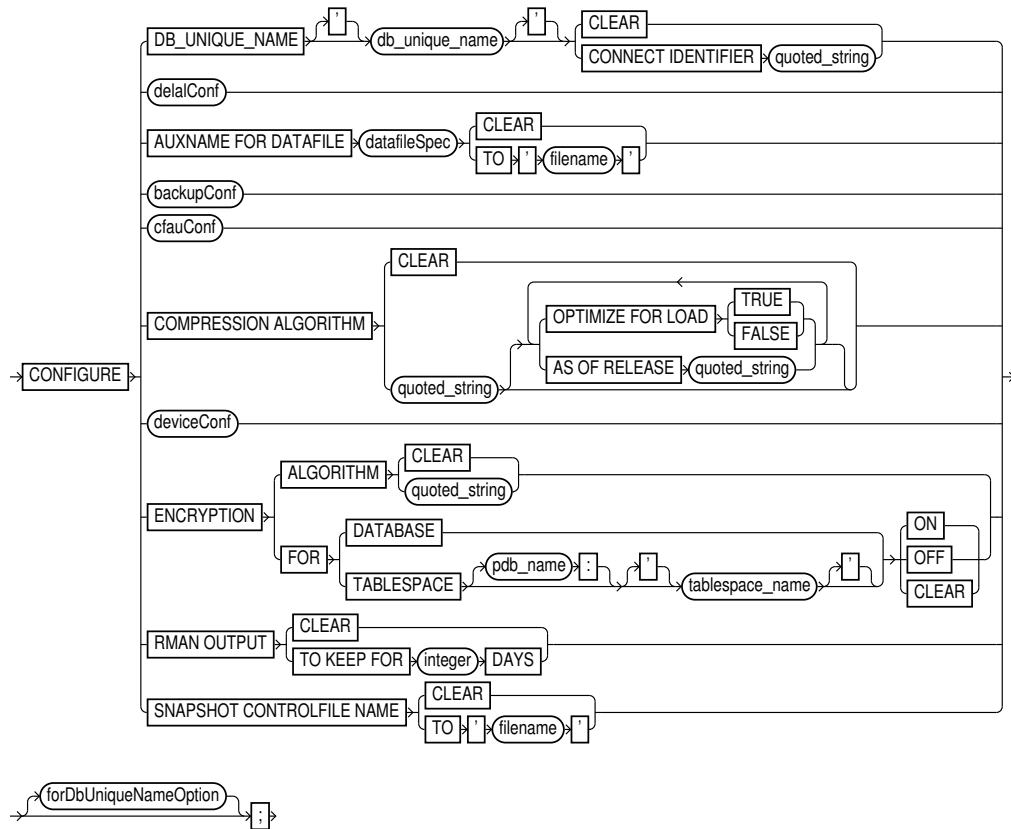 DB_UNIQUE_NAME ' db_unique_name ' CLEAR
CONNECT IDENTIFIER quoted_string
delalConf
AUXNAME FOR DATAFILE datafileSpec CLEAR
TO ' filename '
backupConf
cfauConf
COMPRESSION ALGORITHM CLEAR
OPTIMIZE FOR LOAD TRUE
FALSE
AS OF RELEASE quoted_string
quoted_string
CONFIGURE
deviceConf
ENCRYPTION ALGORITHM CLEAR
quoted_string
FOR DATABASE
TABLESPACE pdb_name : ' tablespace_name '
ON
OFF
CLEAR
RMAN OUTPUT CLEAR
TO KEEP FOR integer DAYS
SNAPSHOT CONTROLFILE NAME CLEAR
TO ' filename '
forDbUniqueNameOption ;